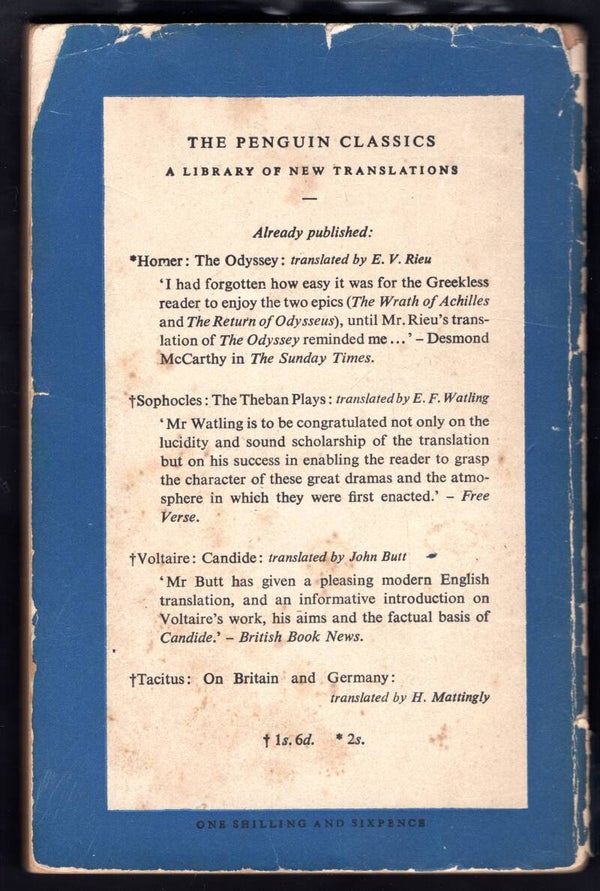 THE PENGUIN CLASSICS
A LIBRARY OF NEW TRANSLATIONS
—
Already published:
*Homer: The Odyssey: translated by E. V. Rieu
‘I had forgotten how easy it was for the Greekless
reader to enjoy the two epics (The Wrath of Achilles
and The Return of Odysseus), until Mr. Rieu's trans-
lation of The Odyssey reminded me...’ – Desmond
McCarthy in The Sunday Times.
†Sophocles: The Theban Plays: translated by E. F. Watling
‘Mr Watling is to be congratulated not only on the
lucidity and sound scholarship of the translation
but on his success in enabling the reader to grasp
the character of these great dramas and the atmo-
sphere in which they were first enacted.’ – Free
Verse.
†Voltaire: Candide: translated by John Butt
‘Mr Butt has given a pleasing modern English
translation, and an informative introduction on
Voltaire's work, his aims and the factual basis of
Candide.’ – British Book News.
†Tacitus: On Britain and Germany:
translated by H. Mattingly
† 1s. 6d. * 2s.
ONE SHILLING AND SIXPENCE